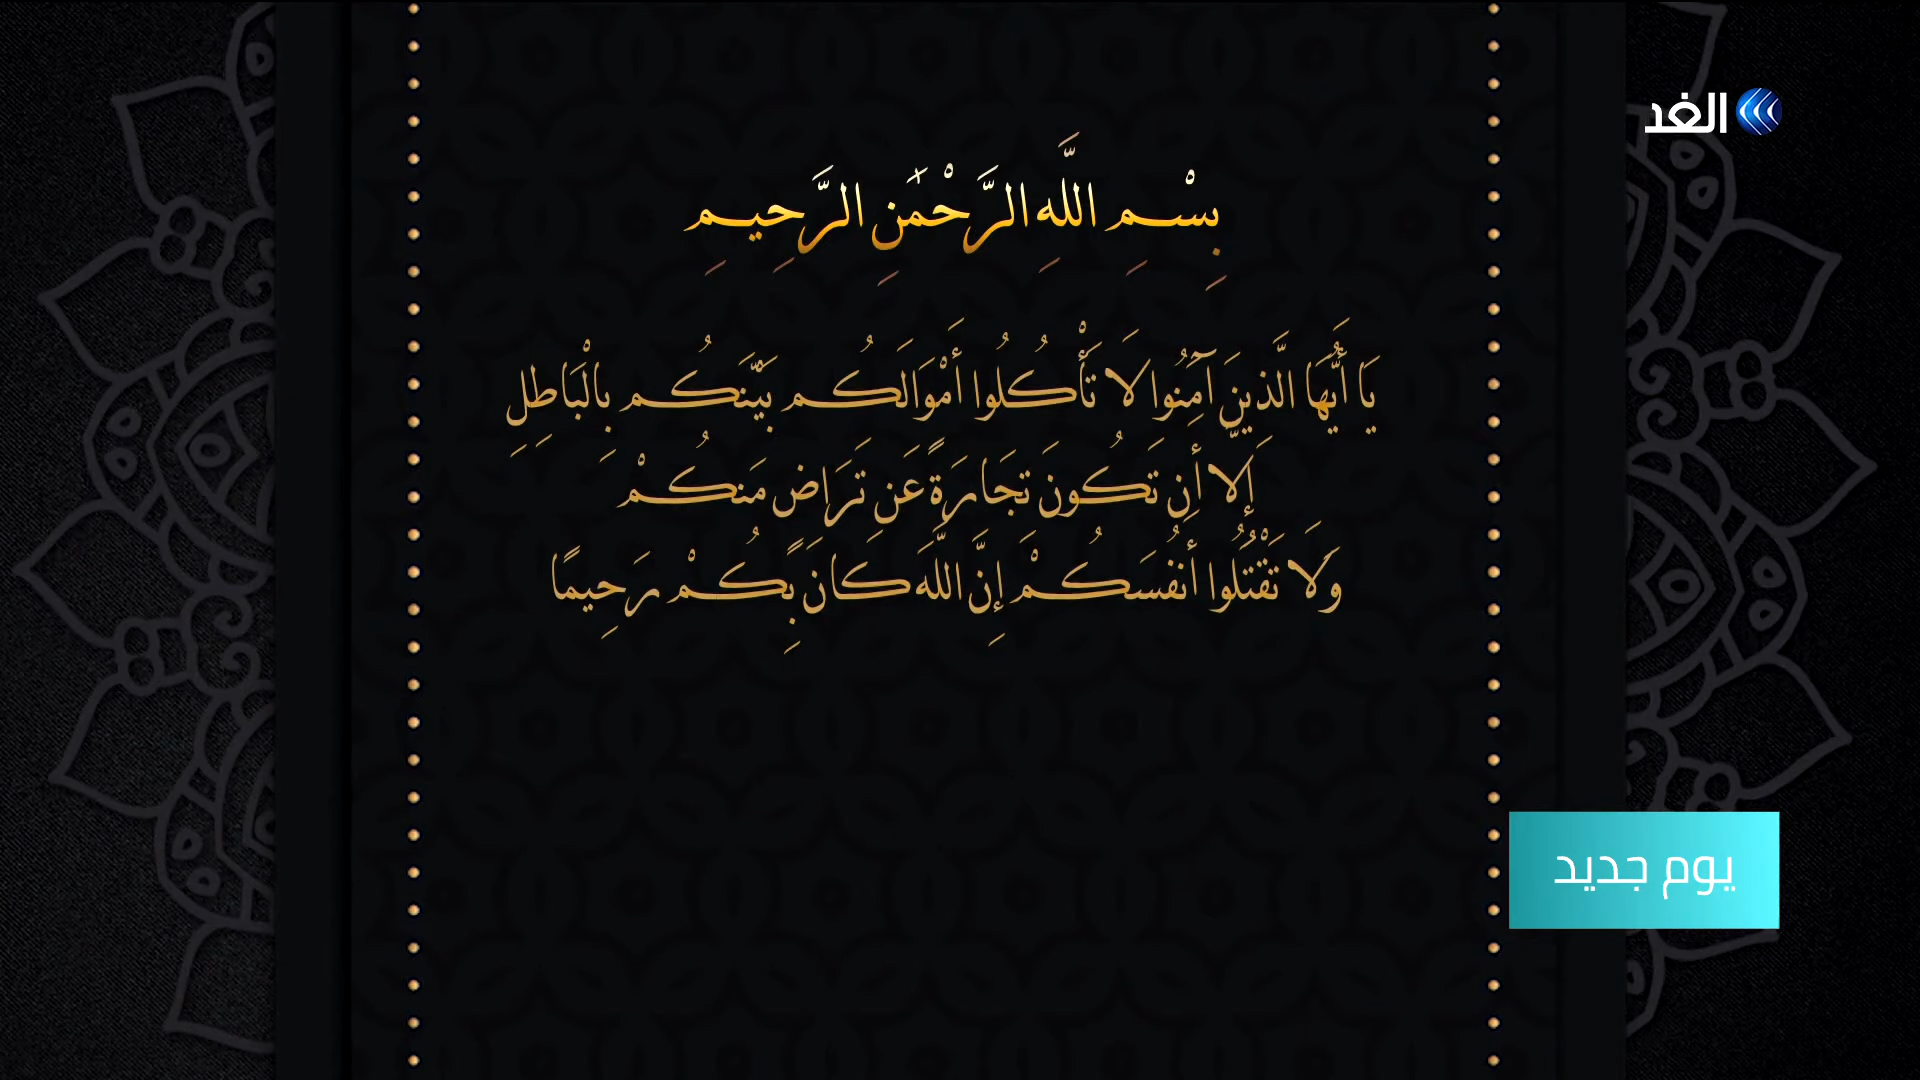 الغد
بِسْمِ اللَّهِ الرَّحْمَٰنِ الرَّحِيمِ
يَا أَيُّهَا الَّذِينَ آمَنُوا لَا تَأْكُلُوا أَمْوَالَكُم بَيْنَكُم بِالْبَاطِلِ
إِلَّا أَن تَكُونَ تِجَارَةً عَن تَرَاضٍ مِّنكُمْ
وَلَا تَقْتُلُوا أَنفُسَكُمْ إِنَّ اللَّهَ كَانَ بِكُمْ رَحِيمًا
يوم جديد